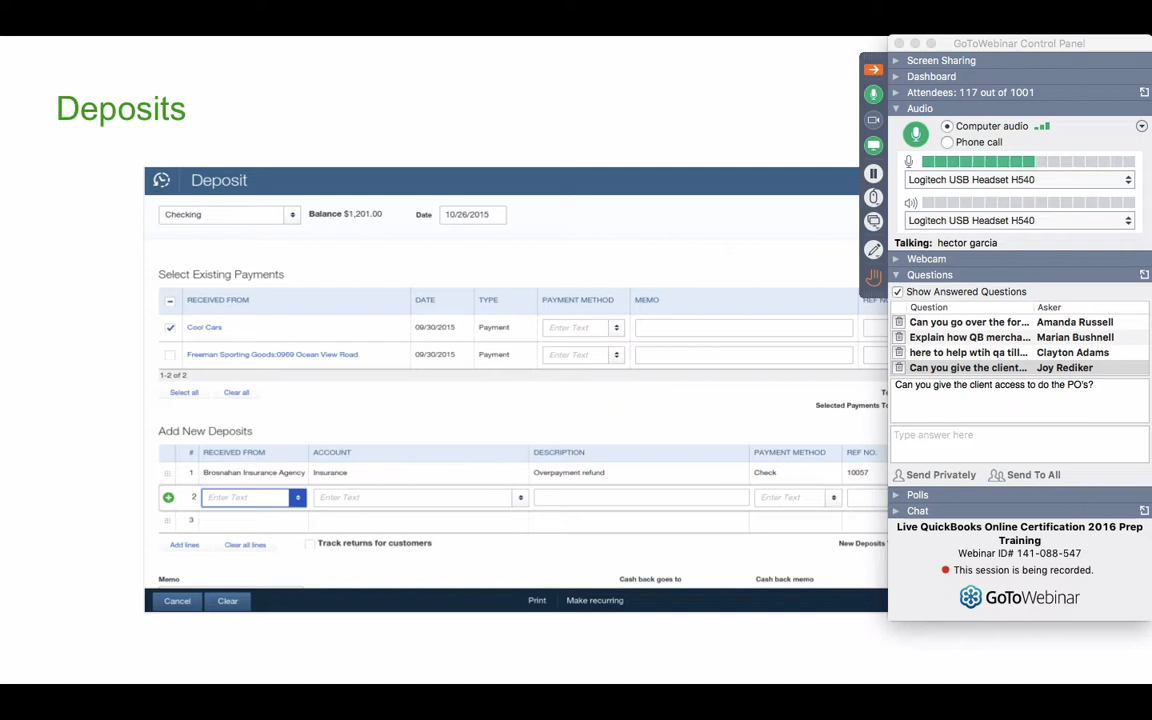 Deposits
Deposit
Checking
Balance $1,201.00
Date
10/26/2015
Select Existing Payments
RECEIVED FROM DATE TYPE PAYMENT METHOD MEMO REF NO.
Cool Cars 09/30/2015 Payment Enter Text
Freeman Sporting Goods:0969 Ocean View Road 09/30/2015 Payment Enter Text
1-2 of 2
Select all Clear all
Selected Payments To
Add New Deposits
# RECEIVED FROM ACCOUNT DESCRIPTION PAYMENT METHOD REF NO.
1 Brosnahan Insurance Agency Insurance Overpayment refund Check 10057
2 Enter Text Enter Text Enter Text
3
Add lines Clear all lines Track returns for customers New Deposits
Memo Cash back goes to Cash back memo
Cancel Clear Print Make recurring
GoToWebinar Control Panel
Screen Sharing
Dashboard
Attendees: 117 out of 1001
Audio
Computer audio
Phone call
Logitech USB Headset H540
Logitech USB Headset H540
Talking: hector garcia
Webcam
Questions
Show Answered Questions
Question Asker
Can you go over the for... Amanda Russell
Explain how QB mercha... Marian Bushnell
here to help wtih qa till... Clayton Adams
Can you give the client... Joy Rediker
Can you give the client access to do the PO's?
Type answer here
Send Privately Send To All
Polls
Chat
Live QuickBooks Online Certification 2016 Prep
Training
Webinar ID# 141-088-547
This session is being recorded.
GoToWebinar